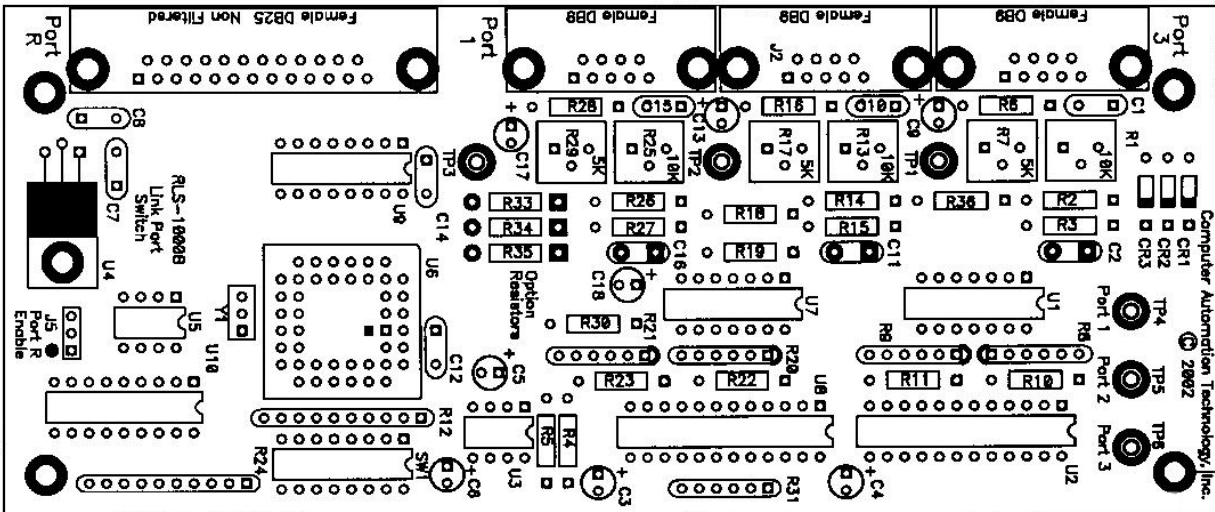 Port R
Female DB25 Non Filtered
Port 1
Female DB9
J2
Female DB9
Female DB9
Port 3
C8
C7
RLS-1000B
Link Port
Switch
U4
U9
C14
TP3
C17
R28
C15
R29
5K
R25
10K
C13
TP2
R16
C10
R17
5K
R13
10K
C9
TP1
R6
C1
R7
5K
10K
R1
R33
R34
R35
Option
Resistors
R26
R27
C16
R18
R19
R14
R15
C11
R36
R2
R3
C2
CR3
CR2
CR1
Computer Automation Technology, Inc.
© 2002
J5
Port R
Enable
U5
U10
Y1
U6
C12
C18
R30
R21
C5
R23
R22
R20
U7
U1
R9
R8
R11
R10
TP4
Port 1
TP5
Port 2
TP6
Port 3
R24
R12
SW1
C6
U3
R5
R4
C3
U8
R31
C4
U2